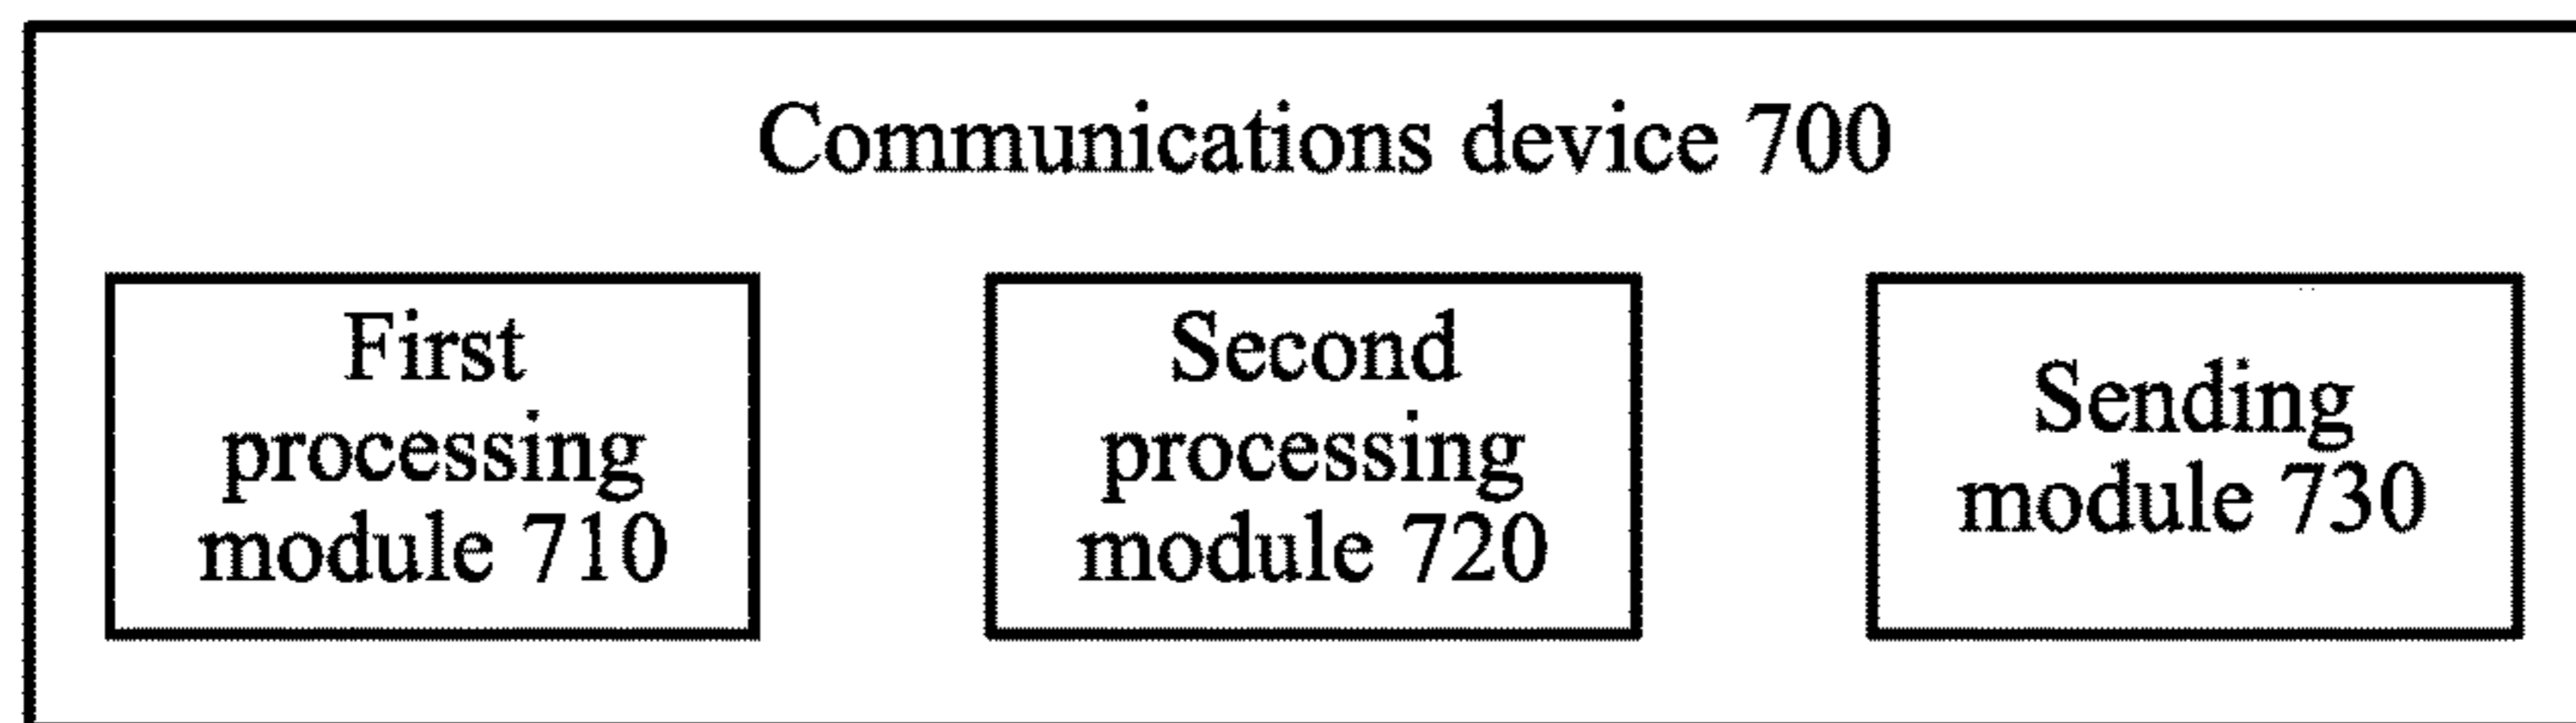 Communications device 700
First
processing
module 710
Second
processing
module 720
Sending
module 730